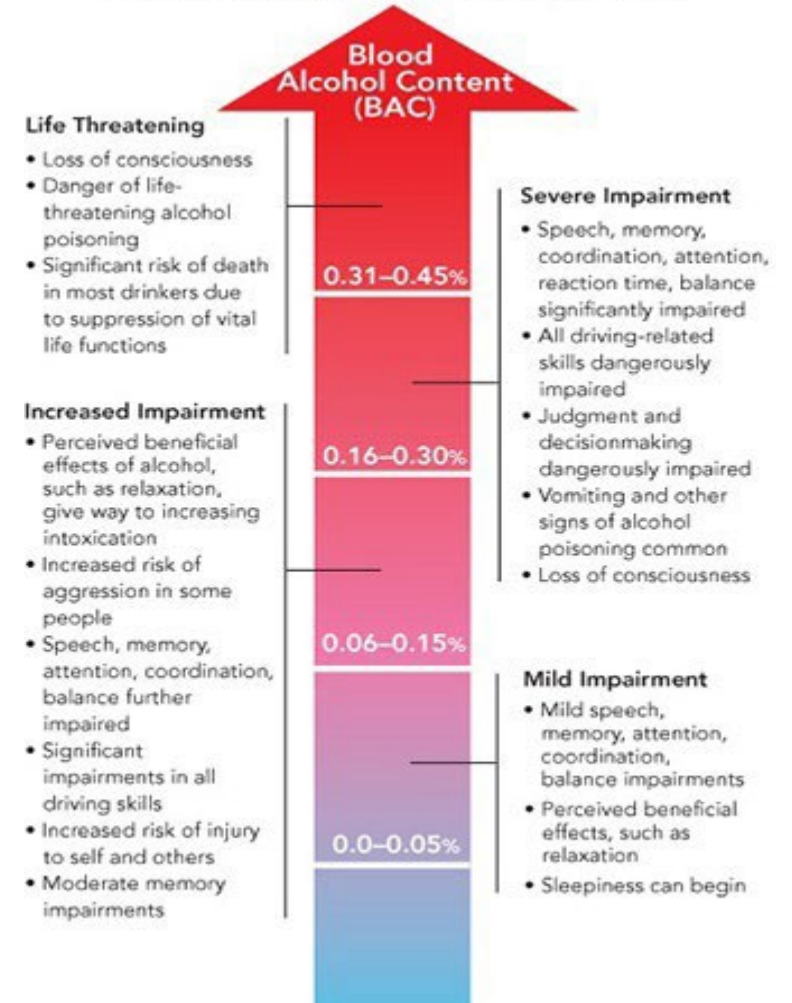 Blood
Alcohol Content
(BAC)
Life Threatening
• Loss of consciousness
• Danger of life-
threatening alcohol
poisoning
• Significant risk of death
in most drinkers due
to suppression of vital
life functions
0.31–0.45%
Severe Impairment
• Speech, memory,
coordination, attention,
reaction time, balance
significantly impaired
• All driving-related
skills dangerously
impaired
• Judgment and
decisionmaking
dangerously impaired
• Vomiting and other
signs of alcohol
poisoning common
• Loss of consciousness
0.16–0.30%
Increased Impairment
• Perceived beneficial
effects of alcohol,
such as relaxation,
give way to increasing
intoxication
• Increased risk of
aggression in some
people
• Speech, memory,
attention, coordination,
balance further
impaired
• Significant
impairments in all
driving skills
• Increased risk of injury
to self and others
• Moderate memory
impairments
0.06–0.15%
Mild Impairment
• Mild speech,
memory, attention,
coordination,
balance impairments
• Perceived beneficial
effects, such as
relaxation
• Sleepiness can begin
0.0–0.05%